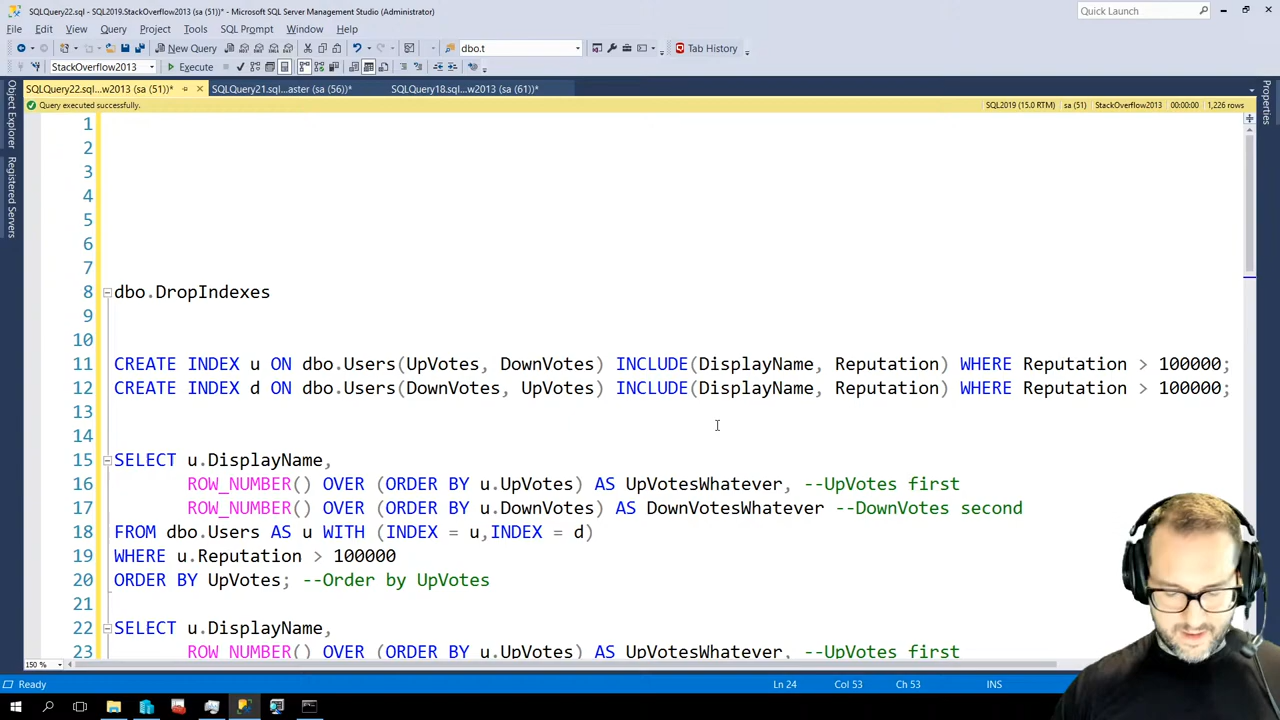 SQLQuery22.sql - SQL2019.StackOverflow2013 (sa (51))* - Microsoft SQL Server Management Studio (Administrator)
Quick Launch
File Edit View Query Project Tools SQL Prompt Window Help
New Query dbo.t Tab History
StackOverflow2013 Execute
SQLQuery22.sql...w2013 (sa (51))* SQLQuery21.sql...aster (sa (56))* SQLQuery18.sql...w2013 (sa (61))*
Query executed successfully. SQL2019 (15.0 RTM) sa (51) StackOverflow2013 00:00:00 1,226 rows
Object Explorer
Registered Servers
Properties
1
2
3
4
5
6
7
8 dbo.DropIndexes
9
10
11 CREATE INDEX u ON dbo.Users(UpVotes, DownVotes) INCLUDE(DisplayName, Reputation) WHERE Reputation > 100000;
12 CREATE INDEX d ON dbo.Users(DownVotes, UpVotes) INCLUDE(DisplayName, Reputation) WHERE Reputation > 100000;
13
14
15 SELECT u.DisplayName,
16 ROW_NUMBER() OVER (ORDER BY u.UpVotes) AS UpVotesWhatever, --UpVotes first
17 ROW_NUMBER() OVER (ORDER BY u.DownVotes) AS DownVotesWhatever --DownVotes second
18 FROM dbo.Users AS u WITH (INDEX = u,INDEX = d)
19 WHERE u.Reputation > 100000
20 ORDER BY UpVotes; --Order by UpVotes
21
22 SELECT u.DisplayName,
23 ROW_NUMBER() OVER (ORDER BY u.UpVotes) AS UpVotesWhatever, --UpVotes first
150 %
Ready Ln 24 Col 53 Ch 53 INS